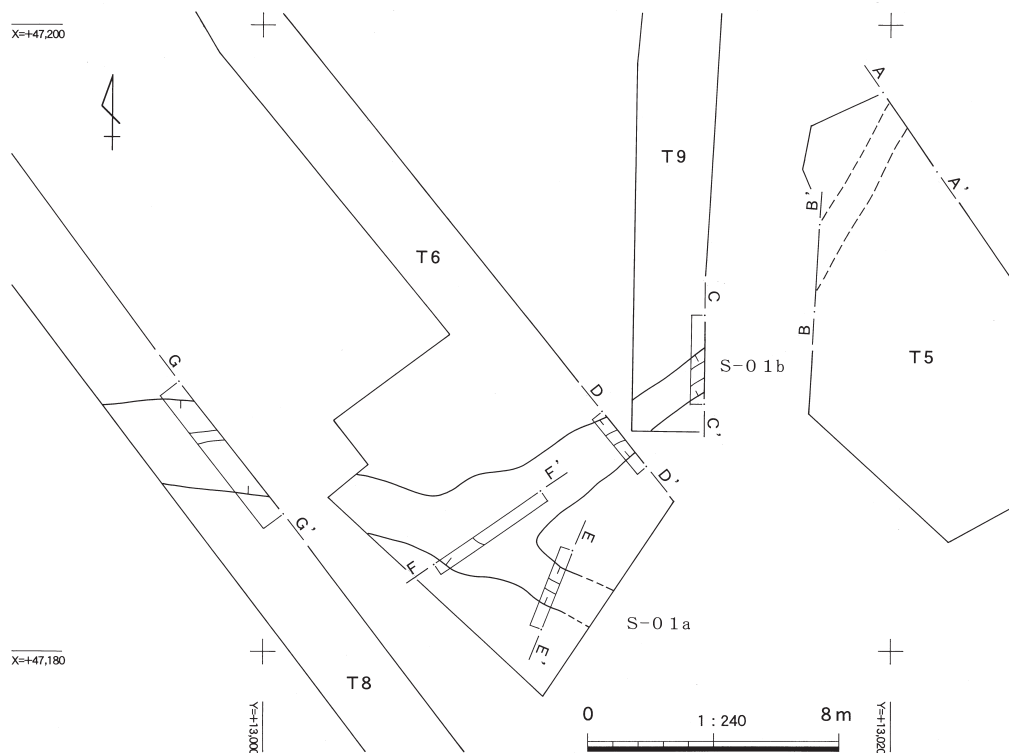 X=+47,200
A
T9
A'
B'
T6
C
B
T5
G
S-01b
D
C'
F'
D'
G'
E
F
S-01a
E'
X=+47,180
T8
0
1:240
8m
Y=+13,000
Y=+13,020